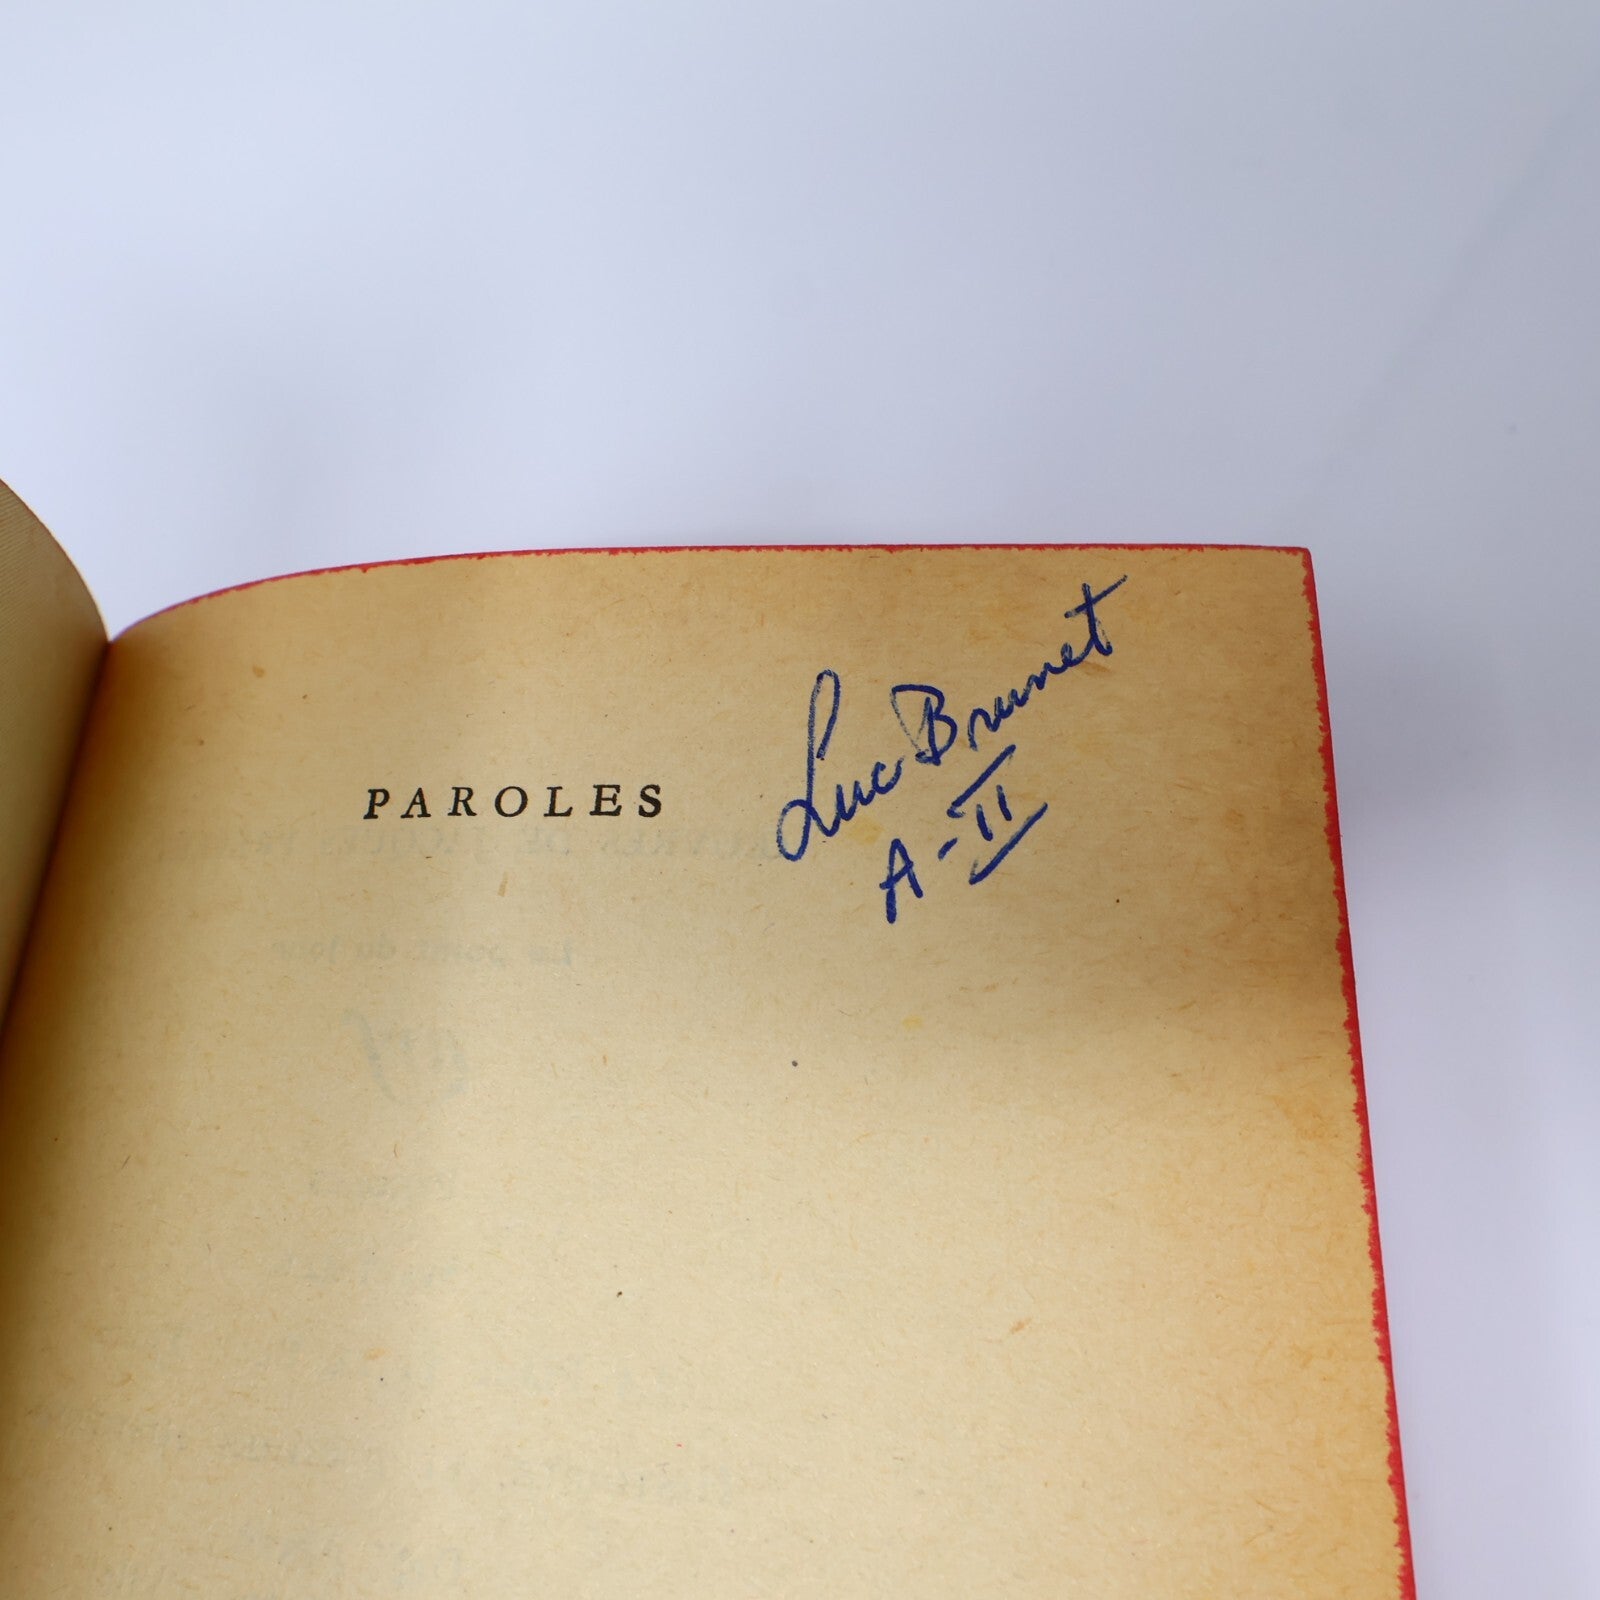 Luc Brunet
A-II
PAROLES